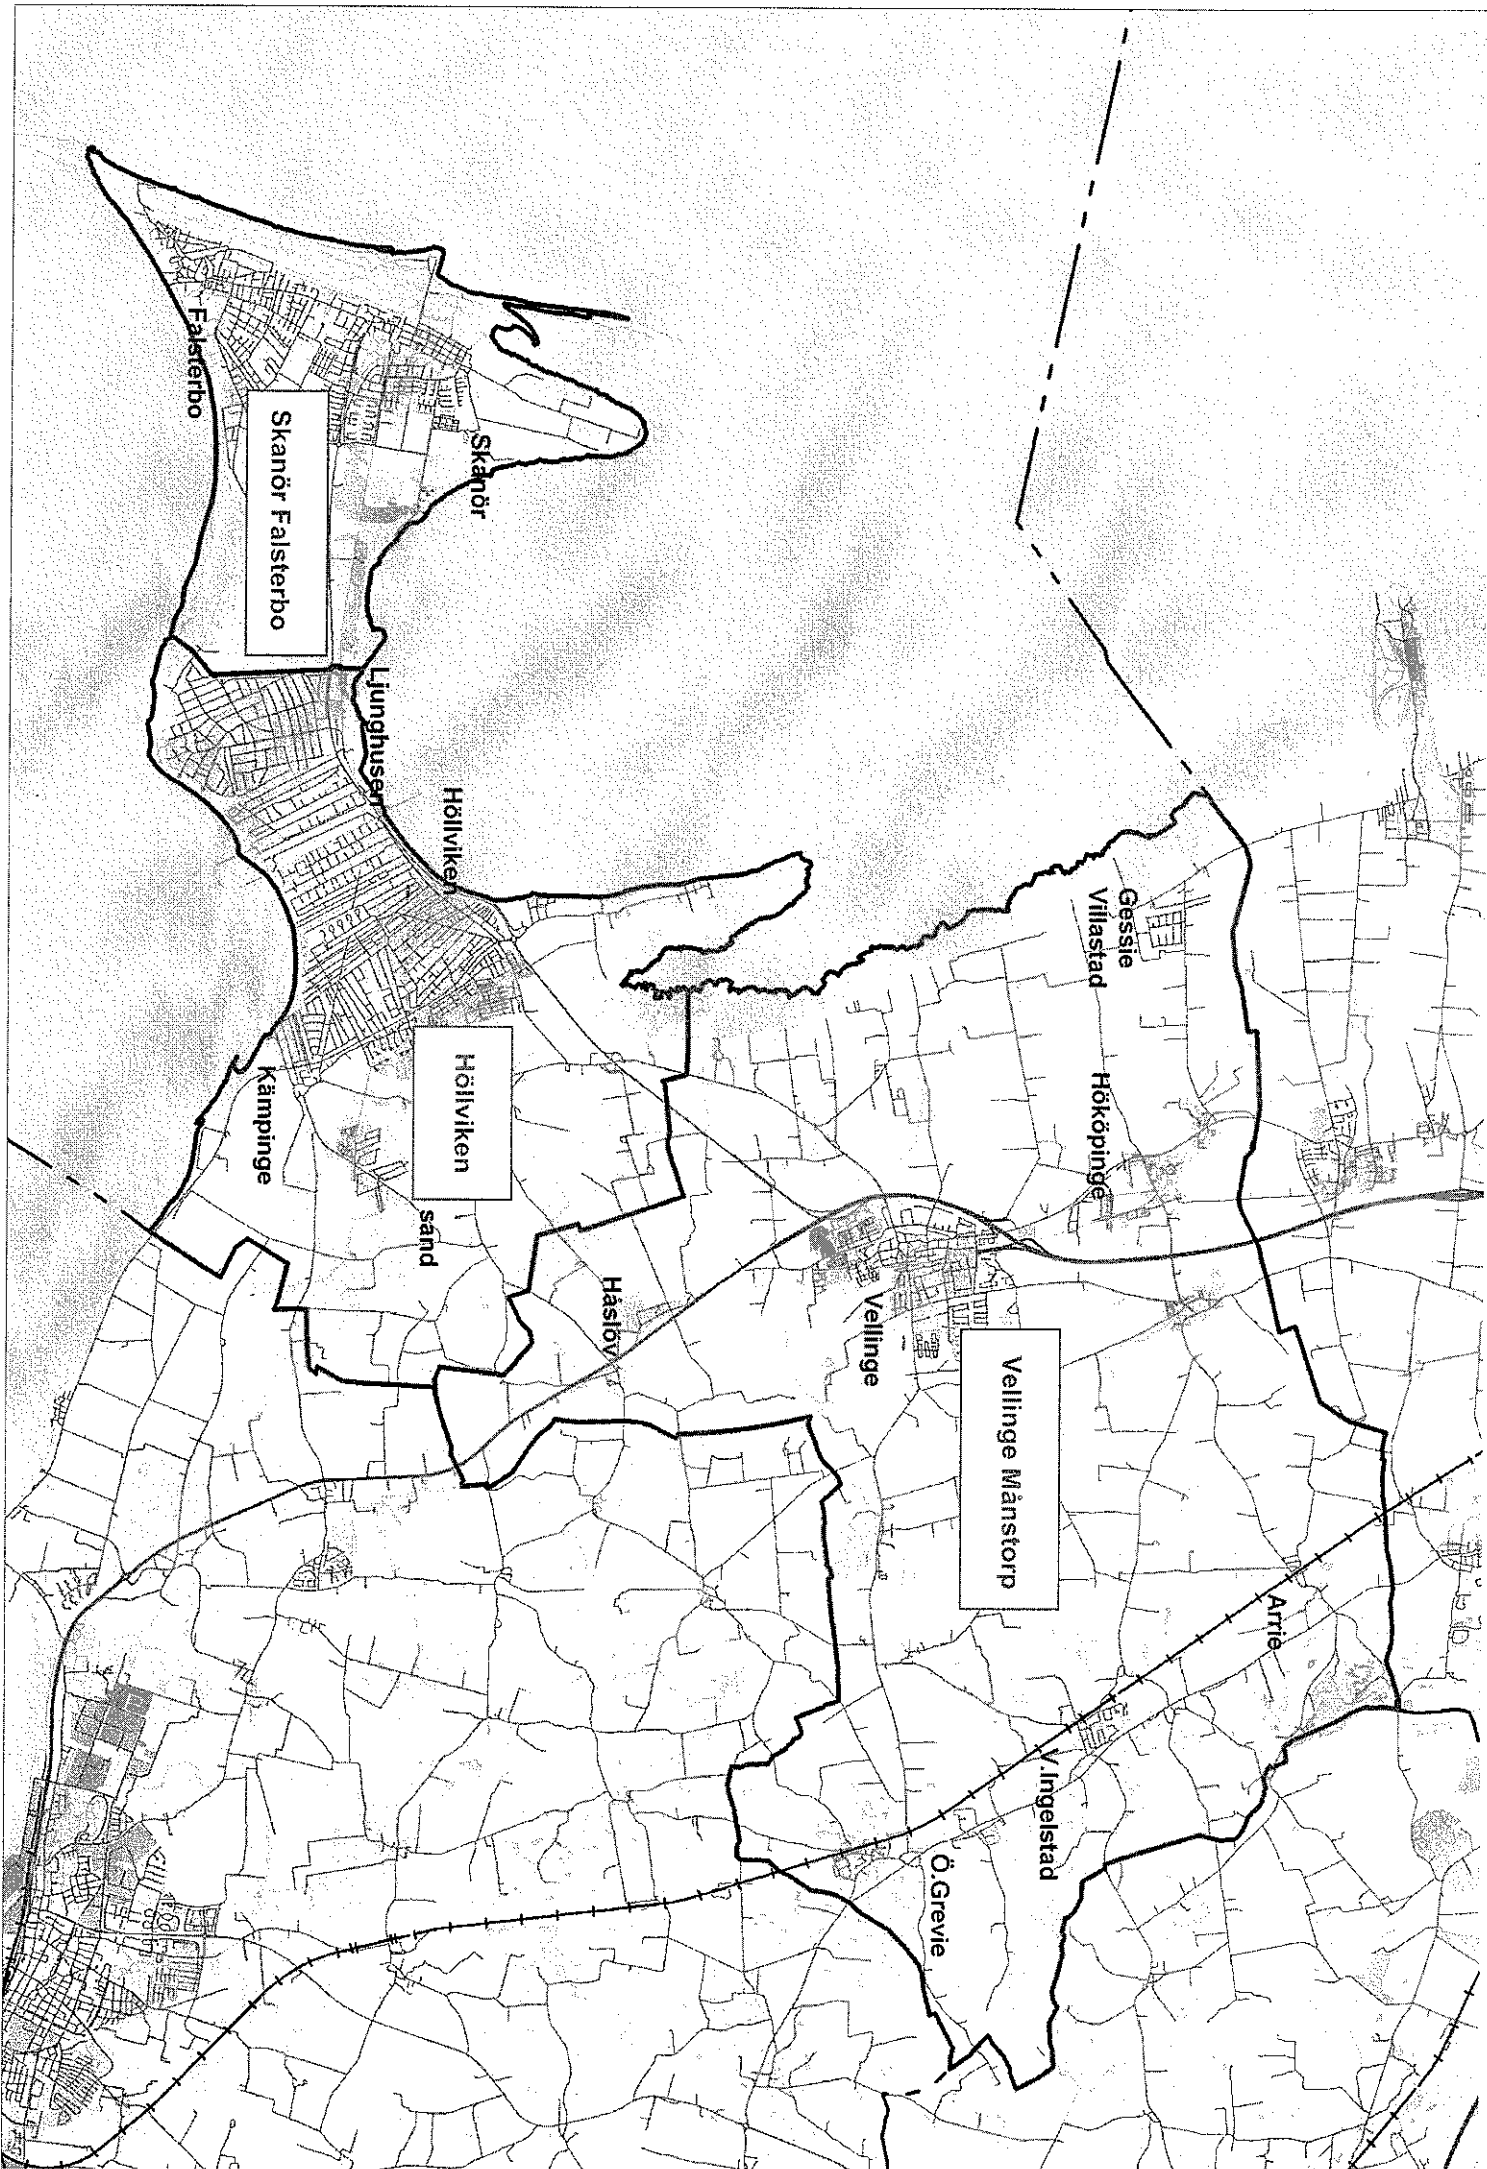 Gessie
Villastad
Hököpinge
Arrie
Vellinge Månstorp
V.Ingelstad
Vellinge
Ö.Grevie
Håslöv
Skanör
Höllviken
Höllviken
sand
Ljunghusen
Skanör Falsterbo
Kämpinge
Falsterbo